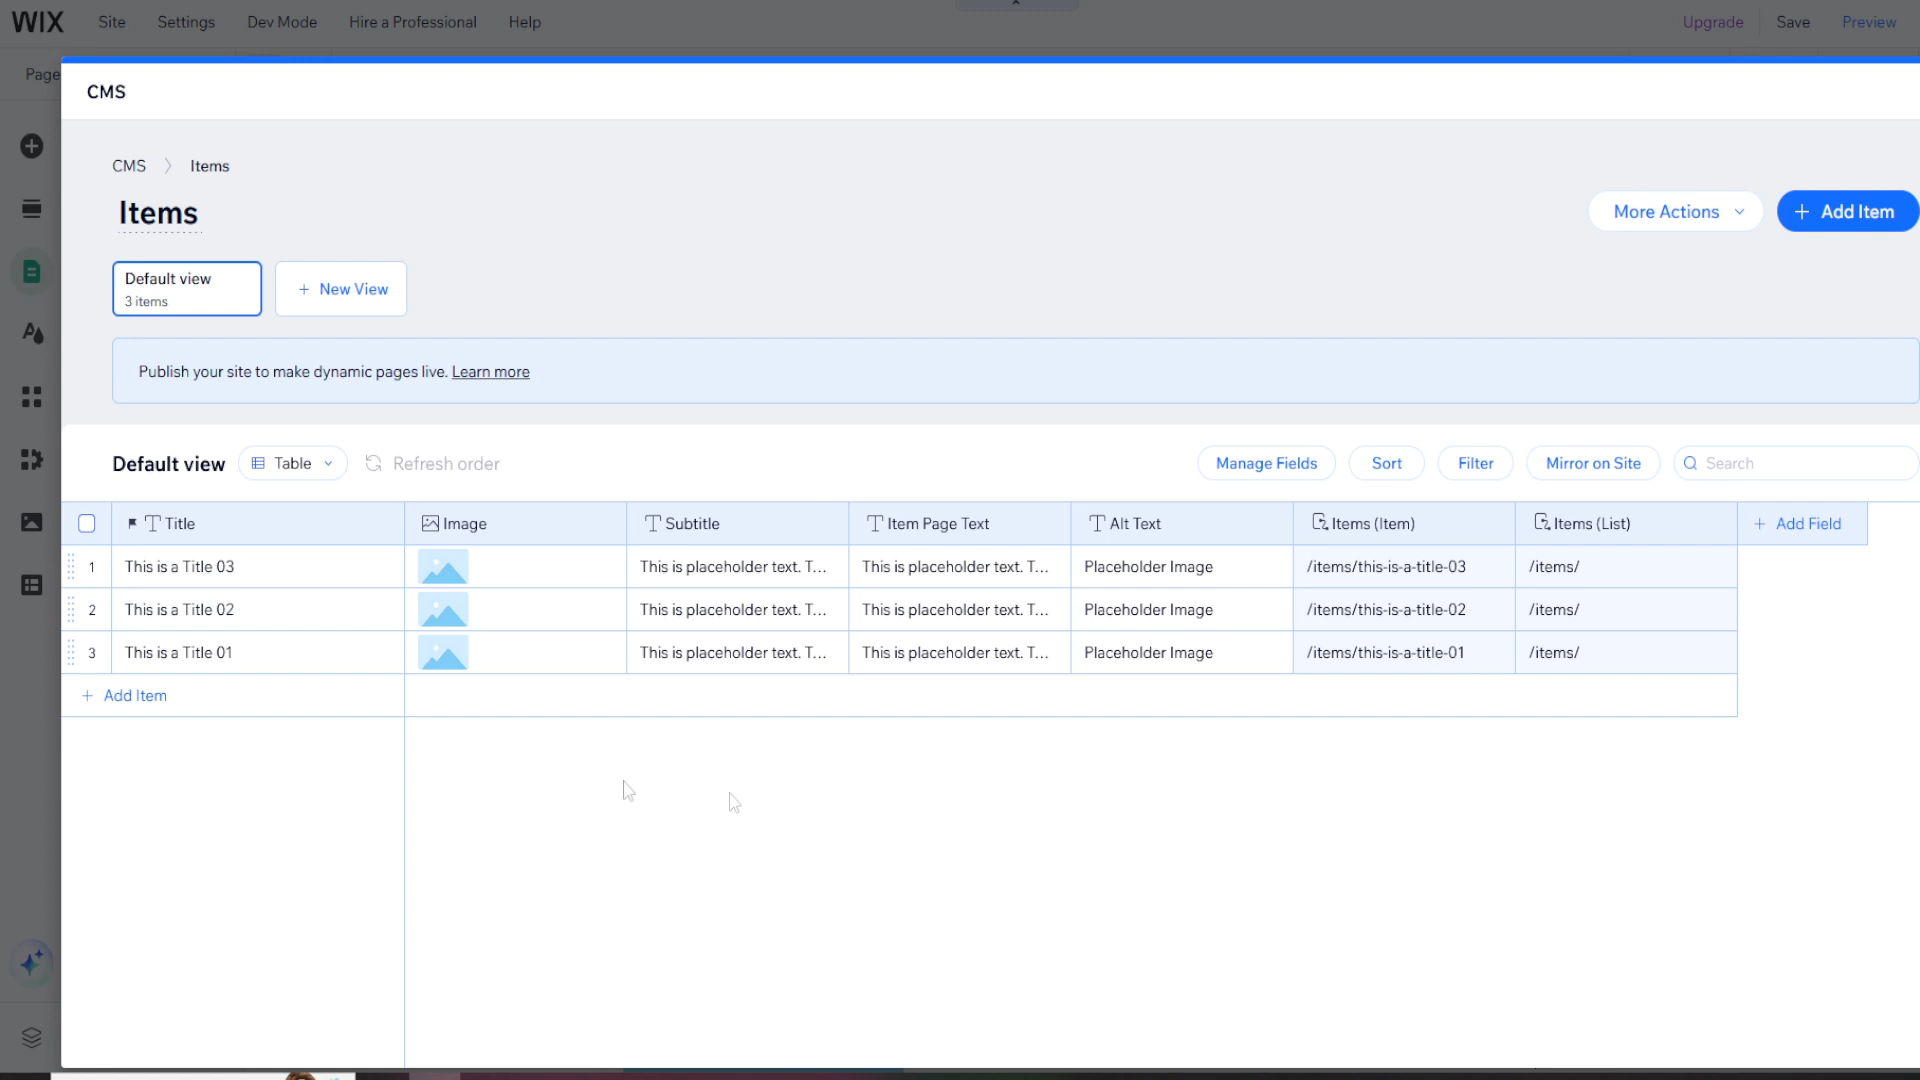 WIX Site Settings Dev Mode Hire a Professional Help Upgrade Save Preview
Page
CMS
CMS Items
Items
More Actions
+ Add Item
Default view
3 items
+ New View
Publish your site to make dynamic pages live. Learn more
Default view Table Refresh order Manage Fields Sort Filter Mirror on Site Search
Title Image Subtitle Item Page Text Alt Text Items (Item) Items (List) + Add Field
1 This is a Title 03 This is placeholder text. T... This is placeholder text. T... Placeholder Image /items/this-is-a-title-03 /items/
2 This is a Title 02 This is placeholder text. T... This is placeholder text. T... Placeholder Image /items/this-is-a-title-02 /items/
3 This is a Title 01 This is placeholder text. T... This is placeholder text. T... Placeholder Image /items/this-is-a-title-01 /items/
+ Add Item